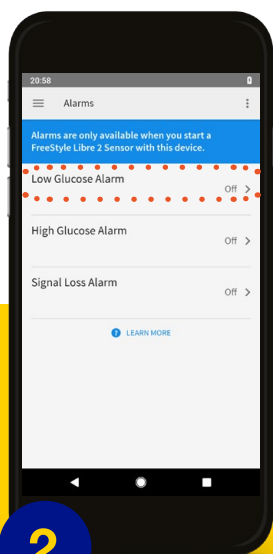 20:58
Alarms
Alarms are only available when you start a
FreeStyle Libre 2 Sensor with this device.
Low Glucose Alarm
Off
High Glucose Alarm
Off
Signal Loss Alarm
Off
? LEARN MORE
2